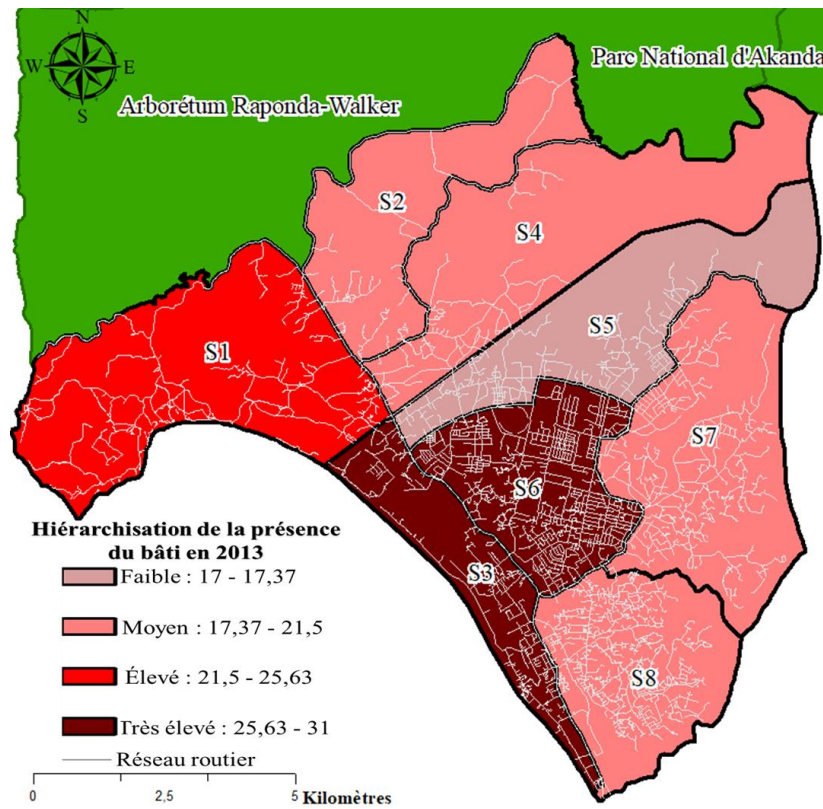 N
W E
S
Parc National d'Akanda
Arborétum Raponda-Walker
S2
S4
S5
S1
S7
S6
S3
S8
Hiérarchisation de la présence
du bâti en 2013
Faible : 17 - 17,37
Moyen : 17,37 - 21,5
Élevé : 21,5 - 25,63
Très élevé : 25,63 - 31
Réseau routier
0 2,5 5 Kilomètres